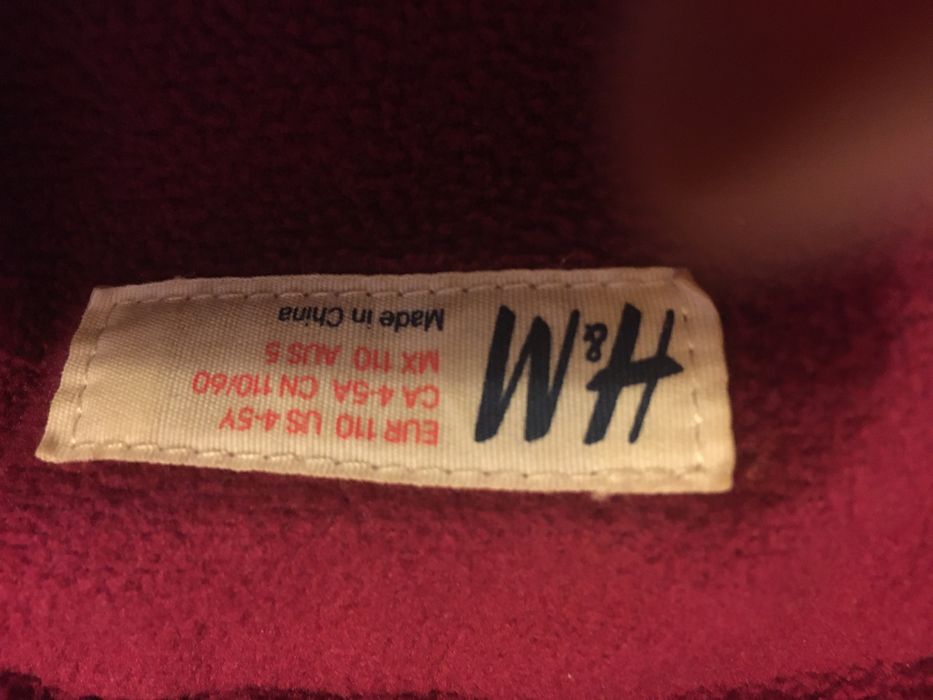 H&M
EUR 110 US 4-5Y
CA 4-5A CN 110/60
MX 110 AUS 5
Made in China